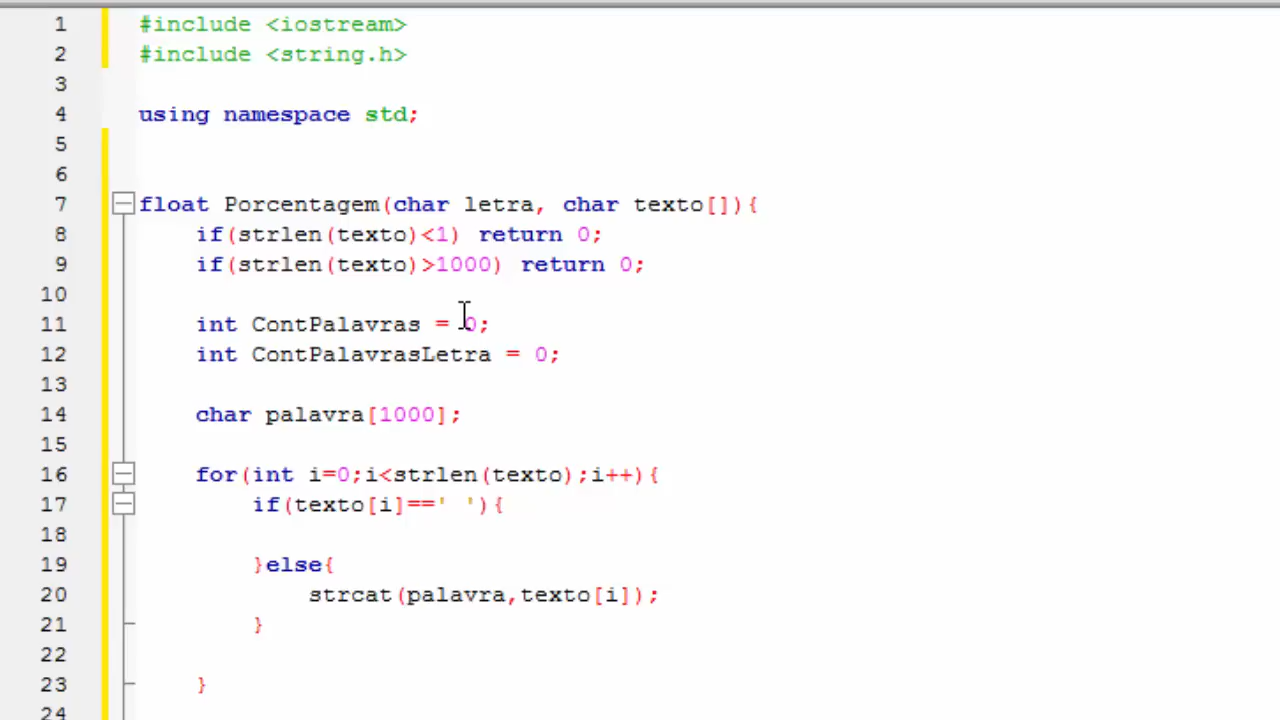 1 #include <iostream>
2 #include <string.h>
3
4 using namespace std;
5
6
7 float Porcentagem(char letra, char texto[]){
8 if(strlen(texto)<1) return 0;
9 if(strlen(texto)>1000) return 0;
10
11 int ContPalavras = 0;
12 int ContPalavrasLetra = 0;
13
14 char palavra[1000];
15
16 for(int i=0;i<strlen(texto);i++){
17 if(texto[i]==' '){
18
19 }else{
20 strcat(palavra,texto[i]);
21 }
22
23 }
24